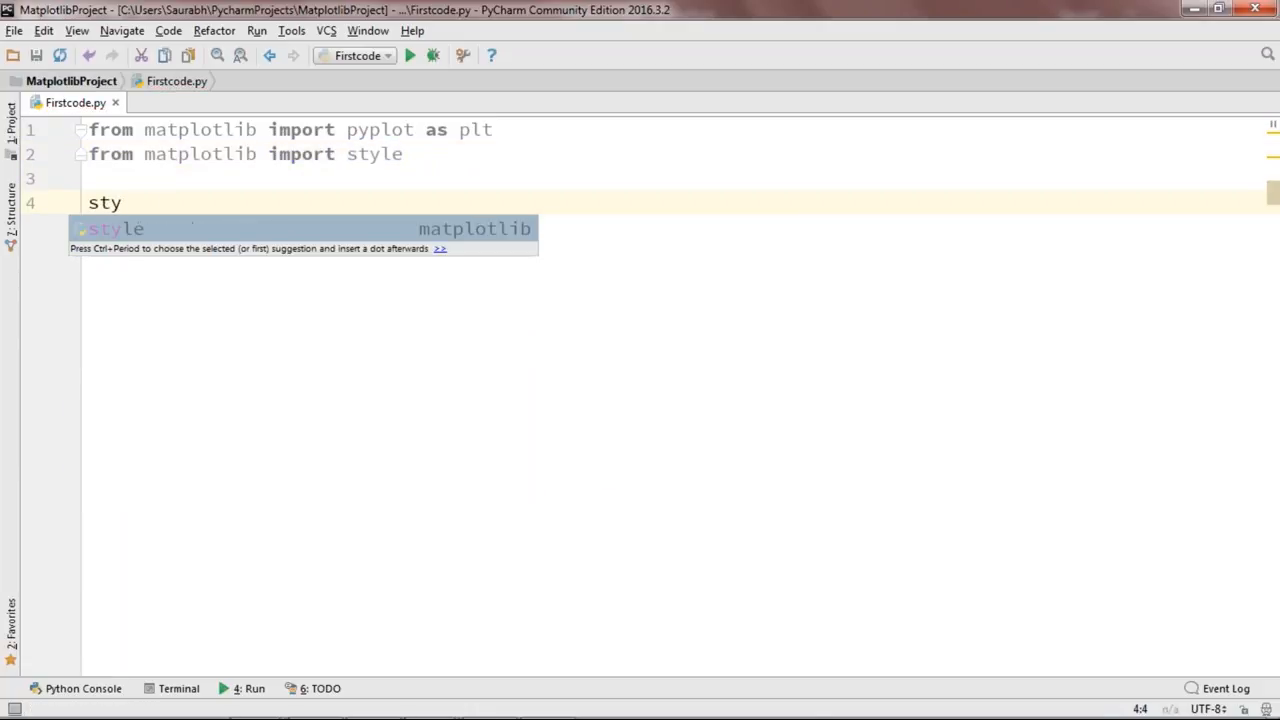 MatplotlibProject - [C:\Users\Saurabh\PycharmProjects\MatplotlibProject] - ...\Firstcode.py - PyCharm Community Edition 2016.3.2
File Edit View Navigate Code Refactor Run Tools VCS Window Help
Firstcode
MatplotlibProject Firstcode.py
Firstcode.py
1: Project
Z: Structure
2: Favorites
1 from matplotlib import pyplot as plt
2 from matplotlib import style
3
4 sty
style matplotlib
Press Ctrl+Period to choose the selected (or first) suggestion and insert a dot afterwards >>
Python Console Terminal 4: Run 6: TODO Event Log
4:4 n/a UTF-8